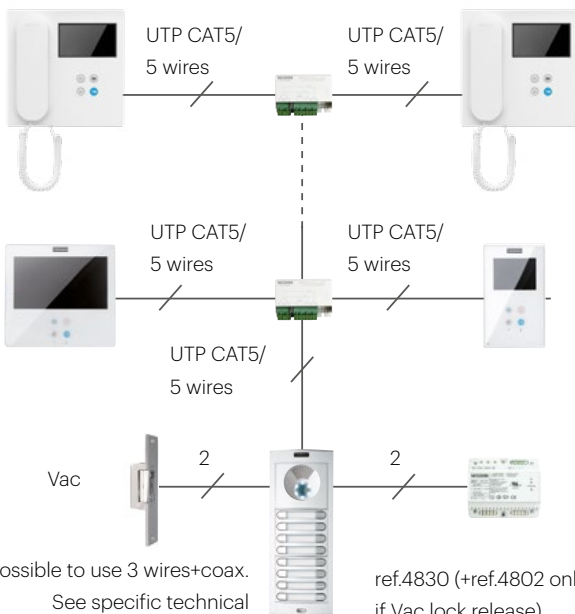 UTP CAT5/
5 wires
UTP CAT5/
5 wires
UTP CAT5/
5 wires
UTP CAT5/
5 wires
UTP CAT5/
5 wires
Vac
2
2
possible to use 3 wires+coax.
See specific technical
ref.4830 (+ref.4802 only
if Vac lock release)